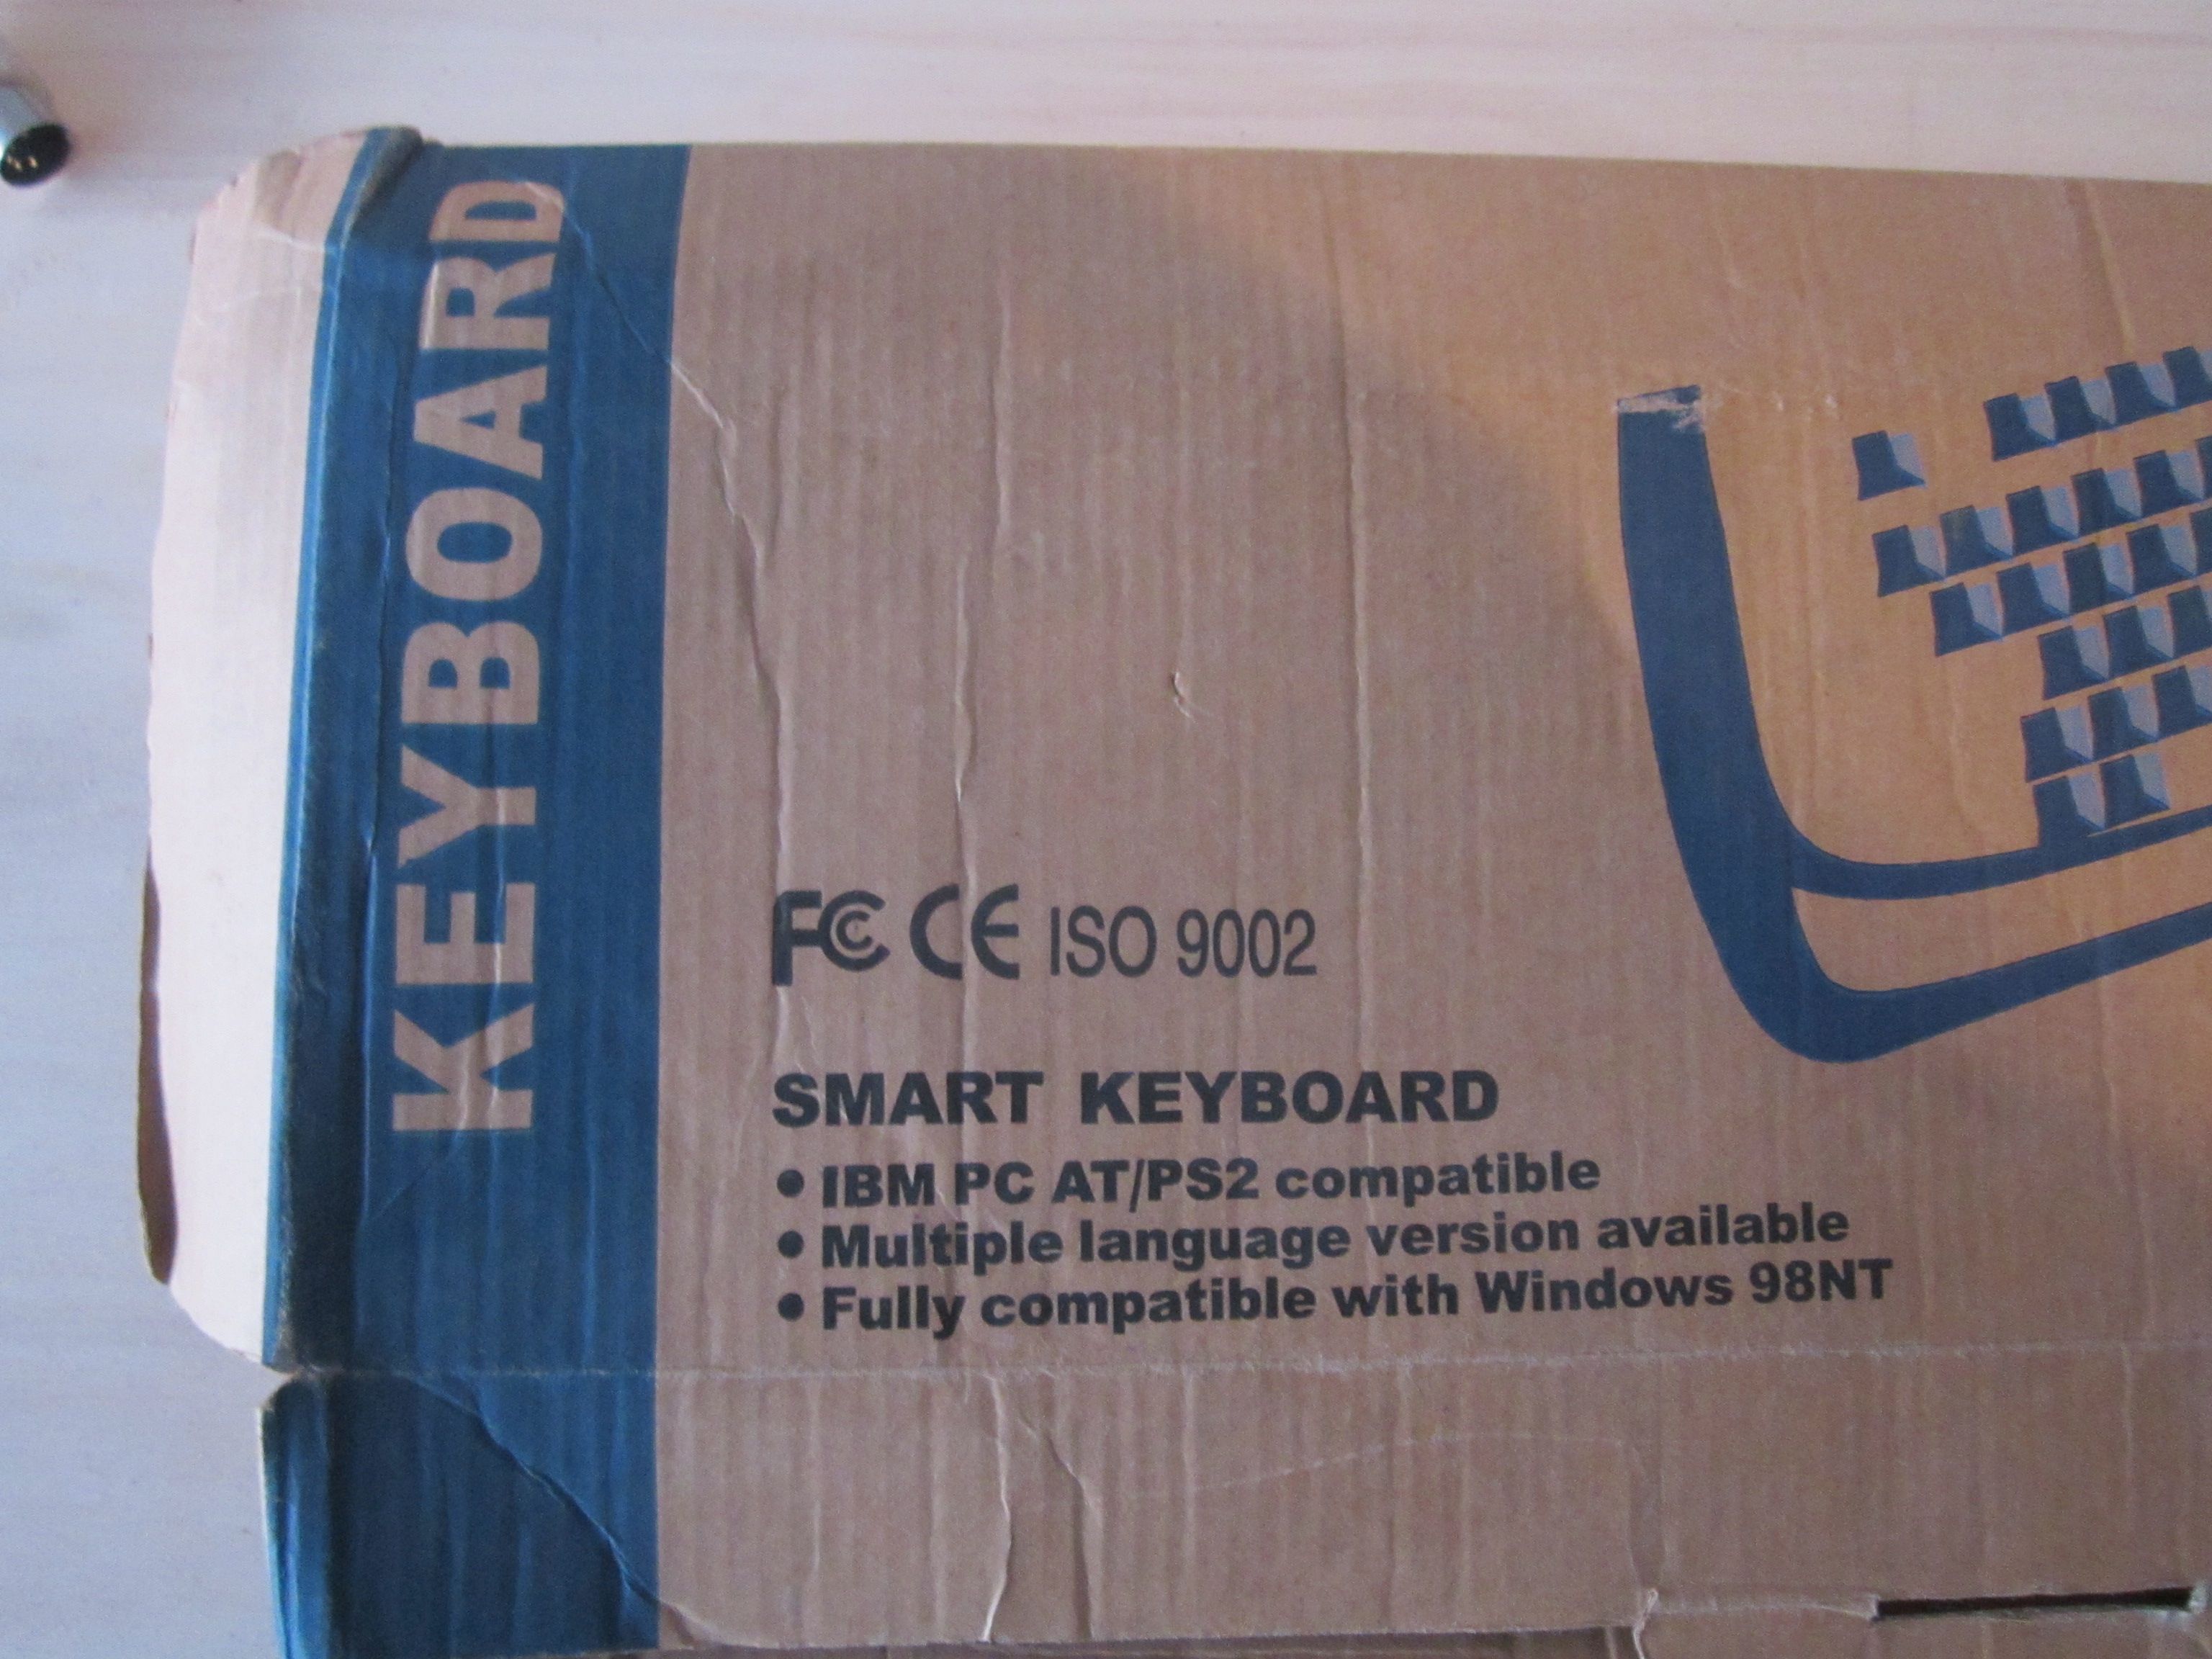 KEYBOARD
FCC CE ISO 9002
SMART KEYBOARD
• IBM PC AT/PS2 compatible
• Multiple language version available
• Fully compatible with Windows 98NT